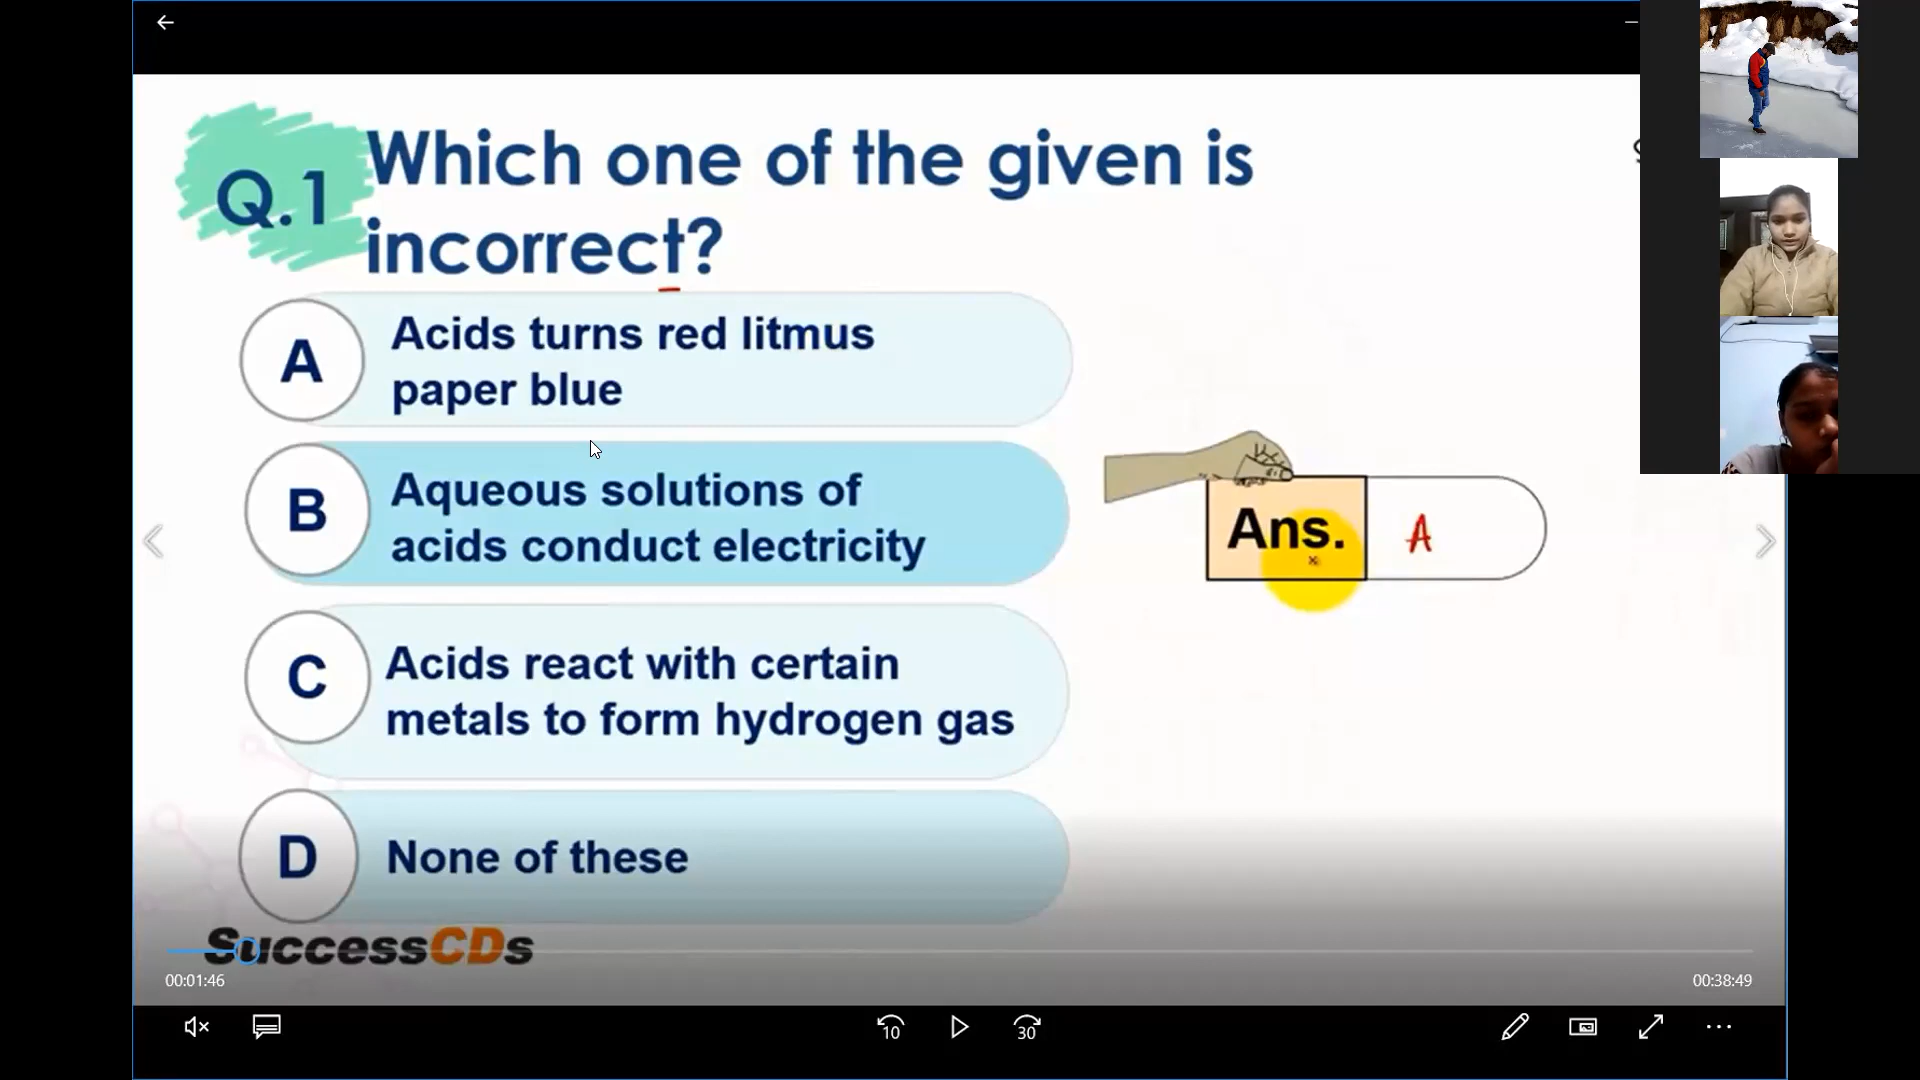 Q.1
Which one of the given is
incorrect?
A
Acids turns red litmus
paper blue
B
Aqueous solutions of
acids conduct electricity
Ans.
A
C
Acids react with certain
metals to form hydrogen gas
D
None of these
SuccessCDs
00:01:46
00:38:49
10
30